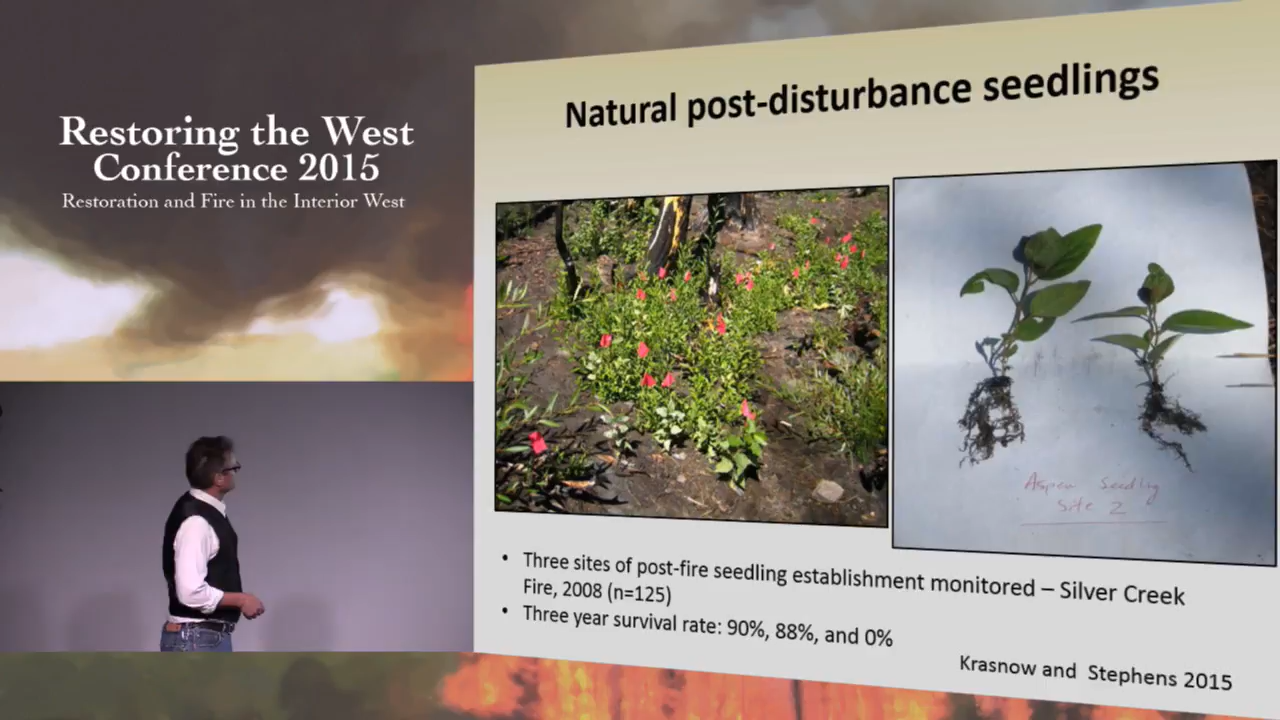 Restoring the West
Conference 2015
Restoration and Fire in the Interior West
Natural post-disturbance seedlings
Aspen Seedling
Site 2
• Three sites of post-fire seedling establishment monitored – Silver Creek
Fire, 2008 (n=125)
• Three year survival rate: 90%, 88%, and 0%
Krasnow and Stephens 2015